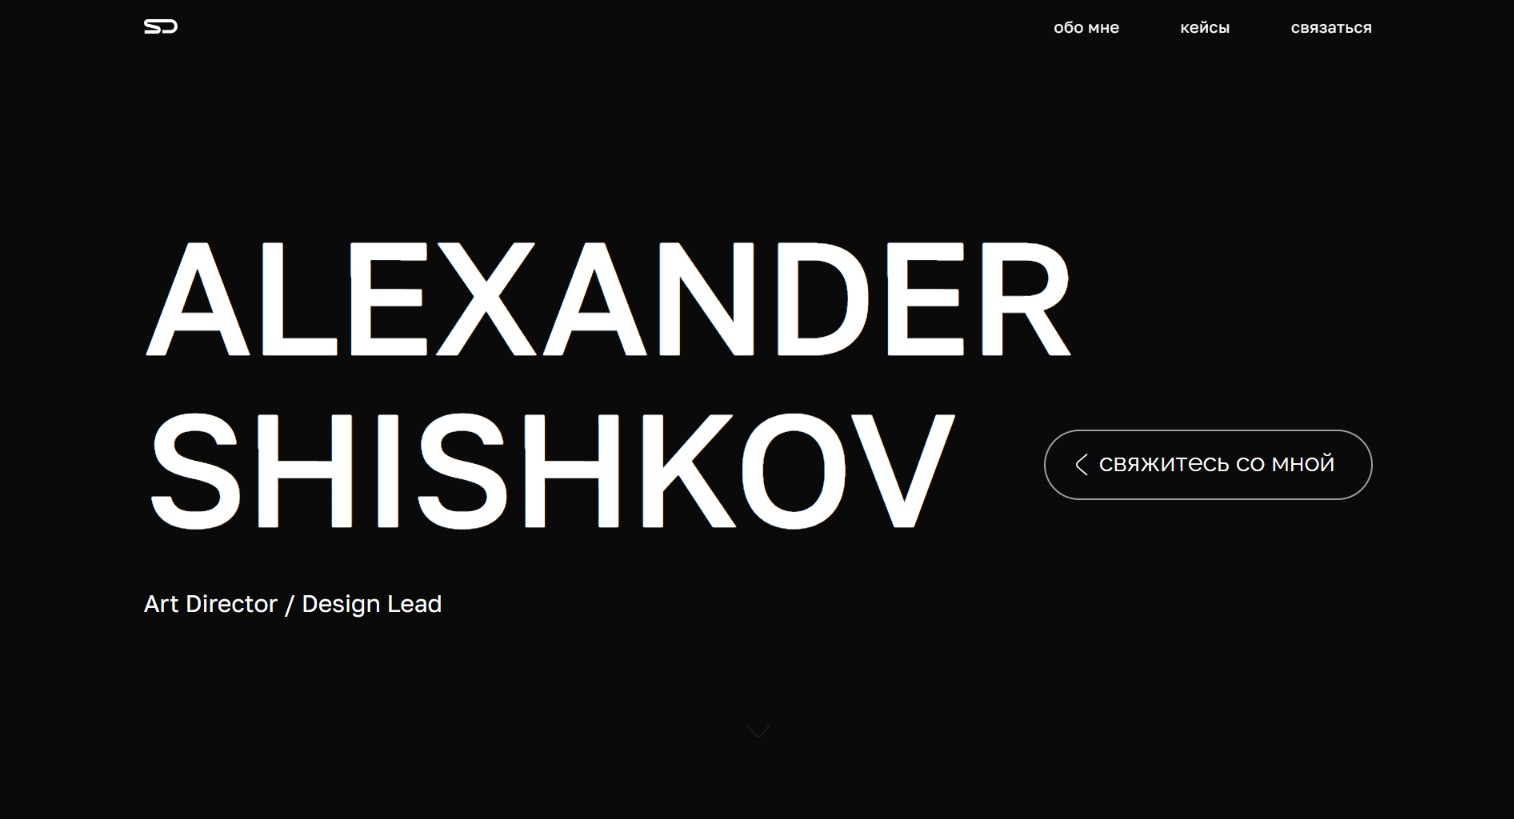 SD
обо мне
кейсы
связаться
ALEXANDER
SHISHKOV
свяжитесь со мной
Art Director / Design Lead